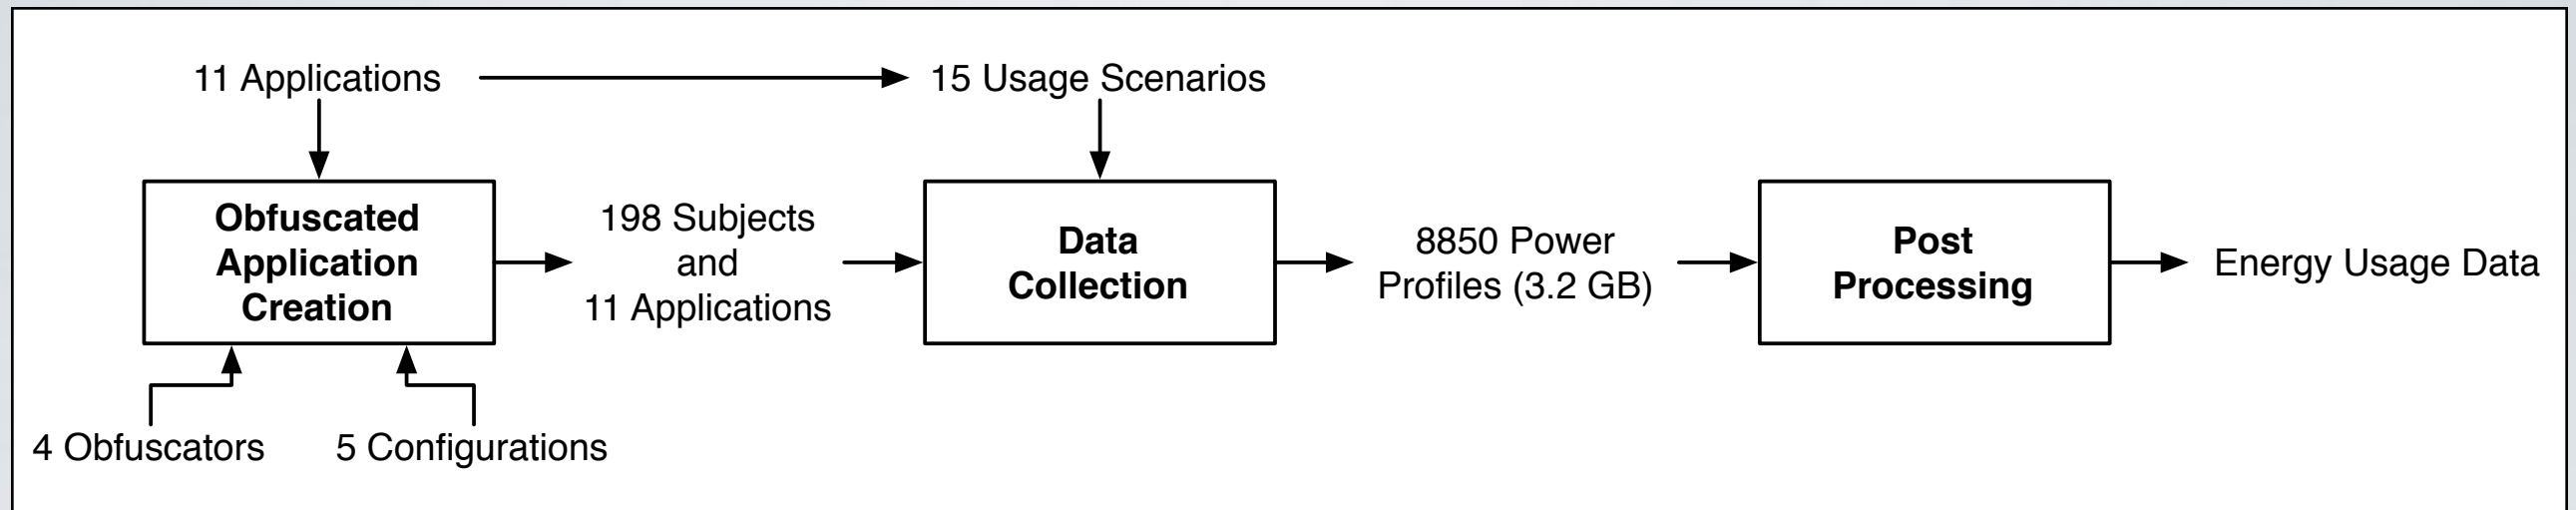 11 Applications
15 Usage Scenarios
Obfuscated
Application
Creation
198 Subjects
and
11 Applications
Data
Collection
8850 Power
Profiles (3.2 GB)
Post
Processing
Energy Usage Data
4 Obfuscators
5 Configurations